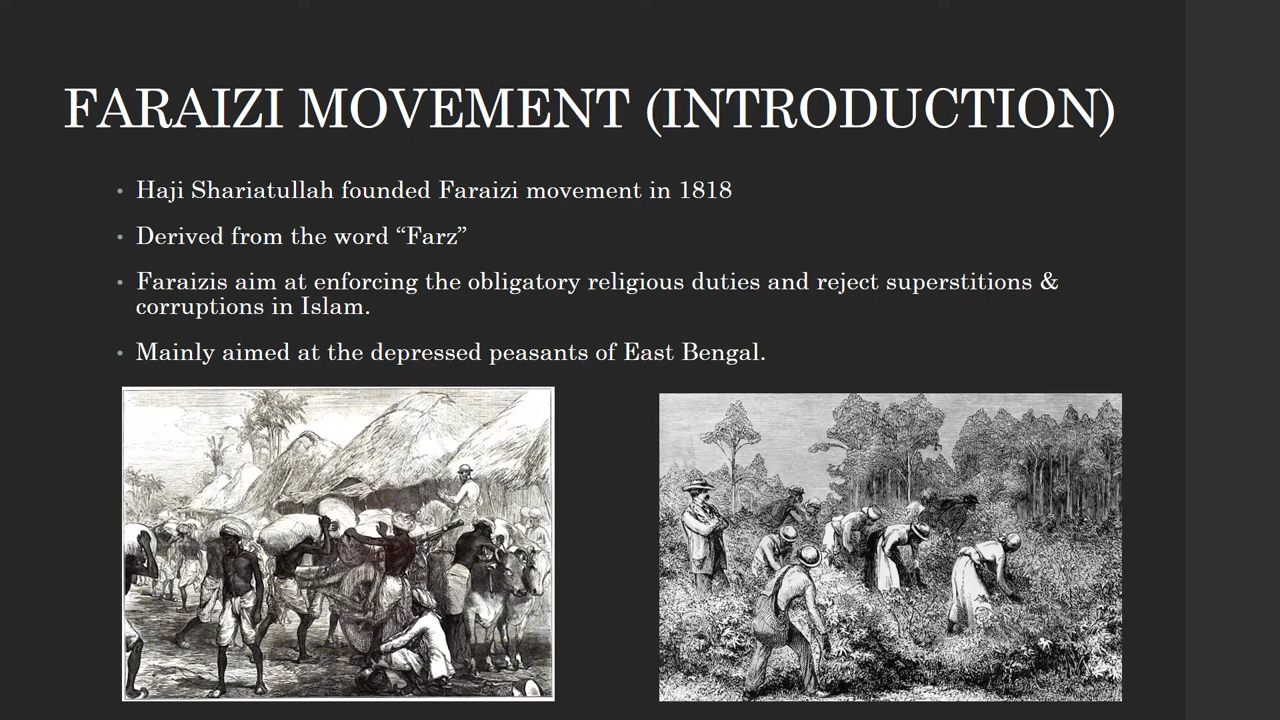 FARAIZI MOVEMENT (INTRODUCTION)
• Haji Shariatullah founded Faraizi movement in 1818
• Derived from the word “Farz”
• Faraizis aim at enforcing the obligatory religious duties and reject superstitions &
corruptions in Islam.
• Mainly aimed at the depressed peasants of East Bengal.